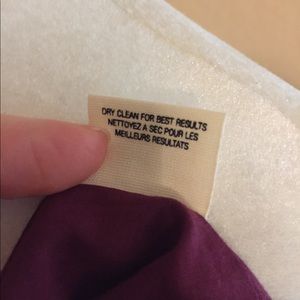 DRY CLEAN FOR BEST RESULTS
NETTOYEZ A SEC POUR LES
MEILLEURS RESULTATS